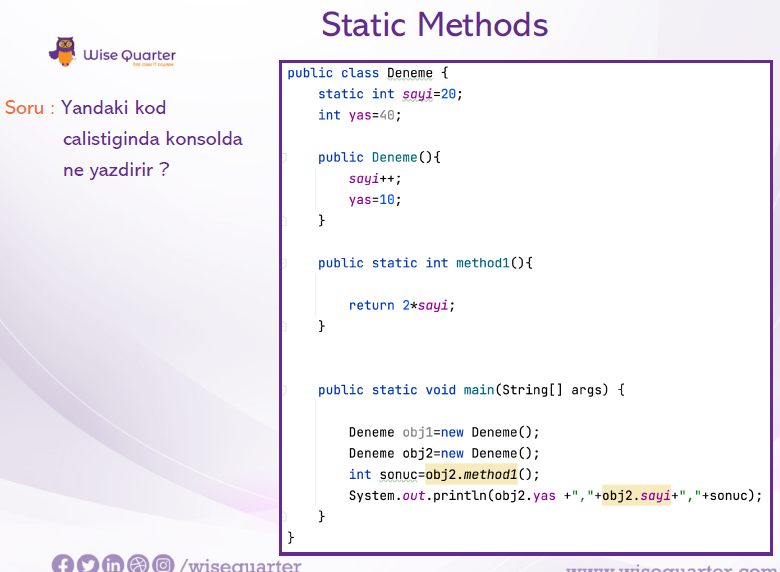 Static Methods
Wise Quarter
Soru : Yandaki kod
calistiginda konsolda
ne yazdirir ?
public class Deneme {
static int sayi=20;
int yas=40;
public Deneme(){
sayi++;
yas=10;
}
public static int method1(){
return 2*sayi;
}
public static void main(String[] args) {
Deneme obj1=new Deneme();
Deneme obj2=new Deneme();
int sonuc=obj2.method1();
System.out.println(obj2.yas +","+obj2.sayi+","+sonuc);
}
}
/wisequarter
www.wisequarter.com